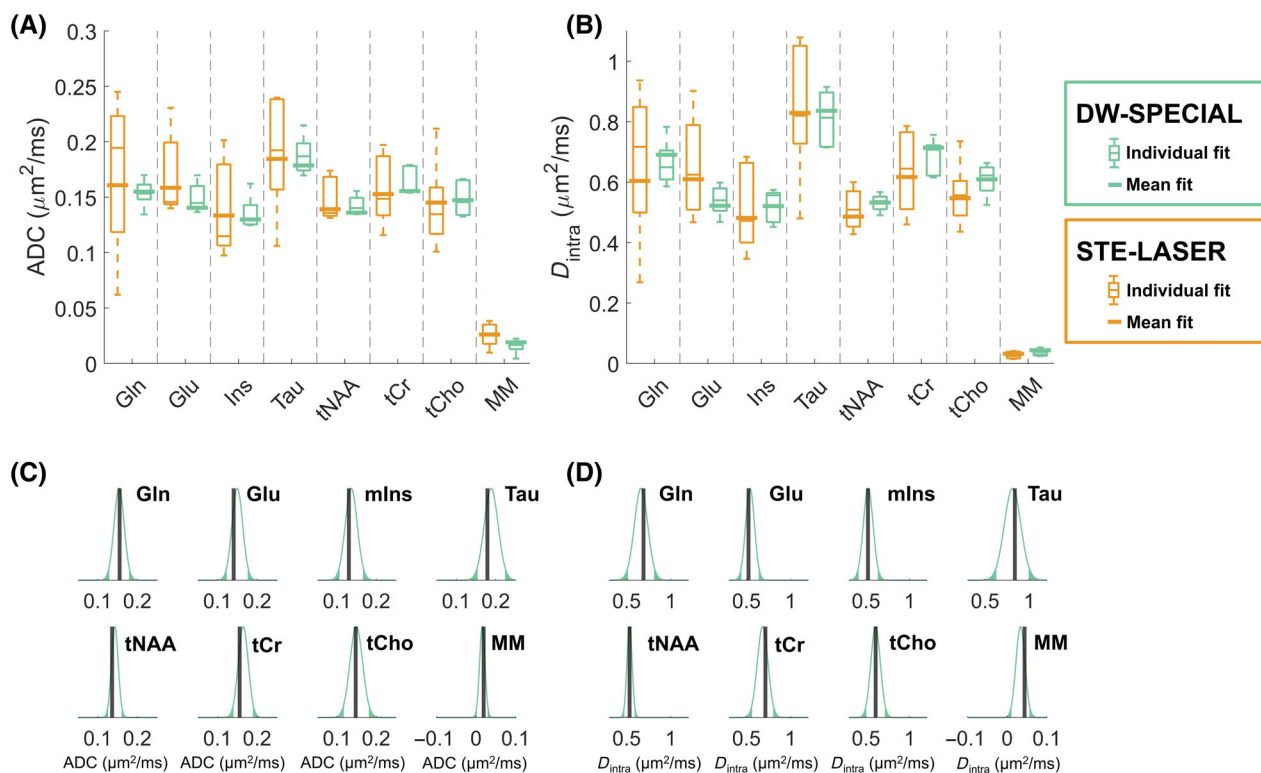 (A)
0.3
0.25
0.2
0.15
0.1
0.05
0
ADC (μm²/ms)
Gln
Glu
Ins
Tau
tNAA
tCr
tCho
MM
(B)
1
0.8
0.6
0.4
0.2
0
Dintra (μm²/ms)
Gln
Glu
Ins
Tau
tNAA
tCr
tCho
MM
DW-SPECIAL
Individual fit
Mean fit
STE-LASER
Individual fit
Mean fit
(C)
Gln
Glu
mIns
Tau
0.1 0.2
0.1 0.2
0.1 0.2
0.1 0.2
tNAA
tCr
tCho
MM
0.1 0.2
0.1 0.2
0.1 0.2
−0.1 0 0.1
ADC (μm²/ms)
ADC (μm²/ms)
ADC (μm²/ms)
ADC (μm²/ms)
(D)
Gln
Glu
mIns
Tau
0.5 1
0.5 1
0.5 1
0.5 1
tNAA
tCr
tCho
MM
0.5 1
0.5 1
0.5 1
−0.1 0 0.1
Dintra (μm²/ms)
Dintra (μm²/ms)
Dintra (μm²/ms)
Dintra (μm²/ms)